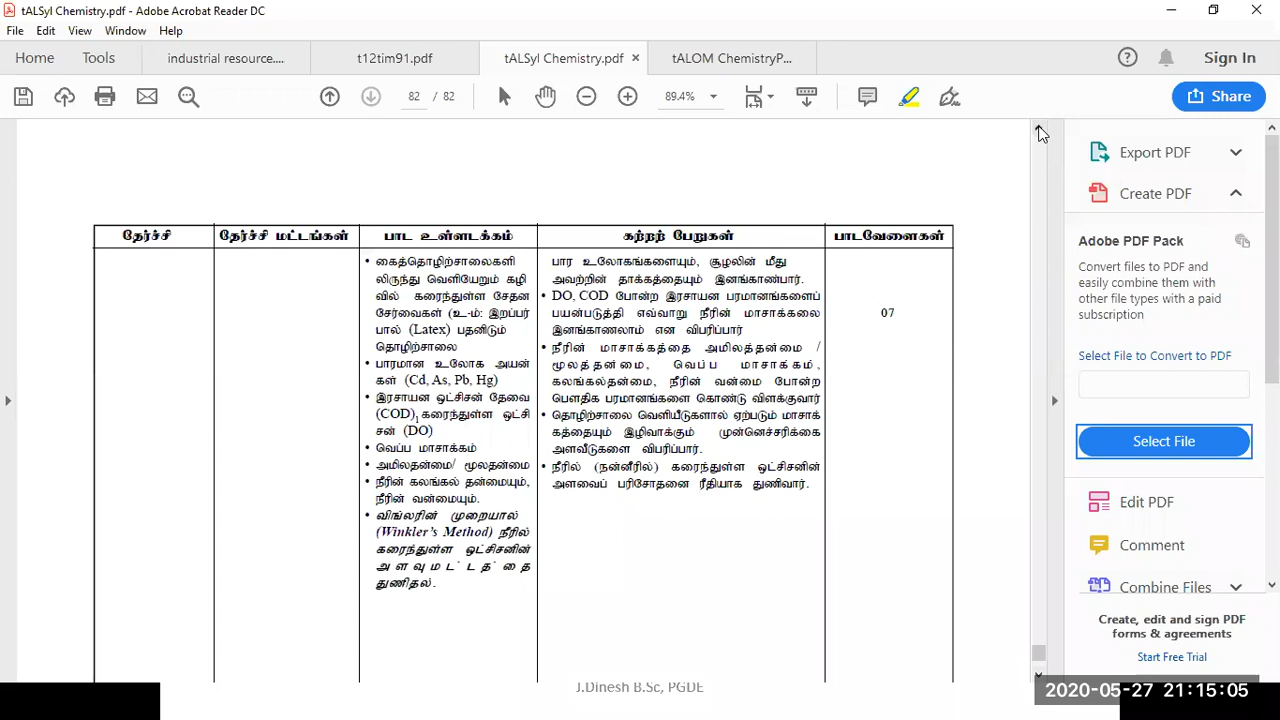 tALSyl Chemistry.pdf - Adobe Acrobat Reader DC
File Edit View Window Help
Home Tools industrial resource.... t12tim91.pdf tALSyl Chemistry.pdf × tALOM ChemistryP... Sign In
82 / 82 89.4% Share
தேர்ச்சி தேர்ச்சி மட்டங்கள் பாட உள்ளடக்கம் கற்றற் பேறுகள் பாடவேளைகள்
• கைத்தொழிற்சாலைகளி
லிருந்து வெளியேறும் கழி
வில் கரைந்துள்ள சேதன
சேர்வைகள் (உ-ம்: இறப்பர்
பால் (Latex) பதனிடும்
தொழிற்சாலை
• பாரமான உலோக அயன்
கள் (Cd, As, Pb, Hg)
• இரசாயன ஒட்சிசன் தேவை
(COD) கரைந்துள்ள ஒட்சி
சன் (DO)
• வெப்ப மாசாக்கம்
• அமிலதன்மை/ மூலதன்மை
• நீரின் கலங்கல் தன்மையும்,
நீரின் வன்மையும்.
• விங்லரின் முறையால்
(Winkler's Method) நீரில்
கரைந்துள்ள ஒட்சிசனின்
அளவுமட்டத்தை
துணிதல்.
பார உலோகங்களையும், சூழலின் மீது
அவற்றின் தாக்கத்தையும் இனங்காண்பார்.
• DO, COD போன்ற இரசாயன பரமானங்களைப்
பயன்படுத்தி எவ்வாறு நீரின் மாசாக்கலை
இனங்காணலாம் என விபரிப்பார்
• நீரின் மாசாக்கத்தை அமிலத்தன்மை /
மூலத்தன்மை, வெப்ப மாசாக்கம்,
கலங்கல்தன்மை, நீரின் வன்மை போன்ற
பௌதிக பரமானங்களை கொண்டு விளக்குவார்
• தொழிற்சாலை வெளியீடுகளால் ஏற்படும் மாசாக்
கத்தையும் இழிவாக்கும் முன்னெச்சரிக்கை
அளவீடுகளை விபரிப்பார்.
• நீரில் (நன்னீரில்) கரைந்துள்ள ஒட்சிசனின்
அளவைப் பரிசோதனை ரீதியாக துணிவார்.
07
J.Dinesh B.Sc, PGDE
Export PDF
Create PDF
Adobe PDF Pack
Convert files to PDF and
easily combine them with
other file types with a paid
subscription
Select File to Convert to PDF
Select File
Edit PDF
Comment
Combine Files
Create, edit and sign PDF
forms & agreements
Start Free Trial
2020-05-27 21:15:05